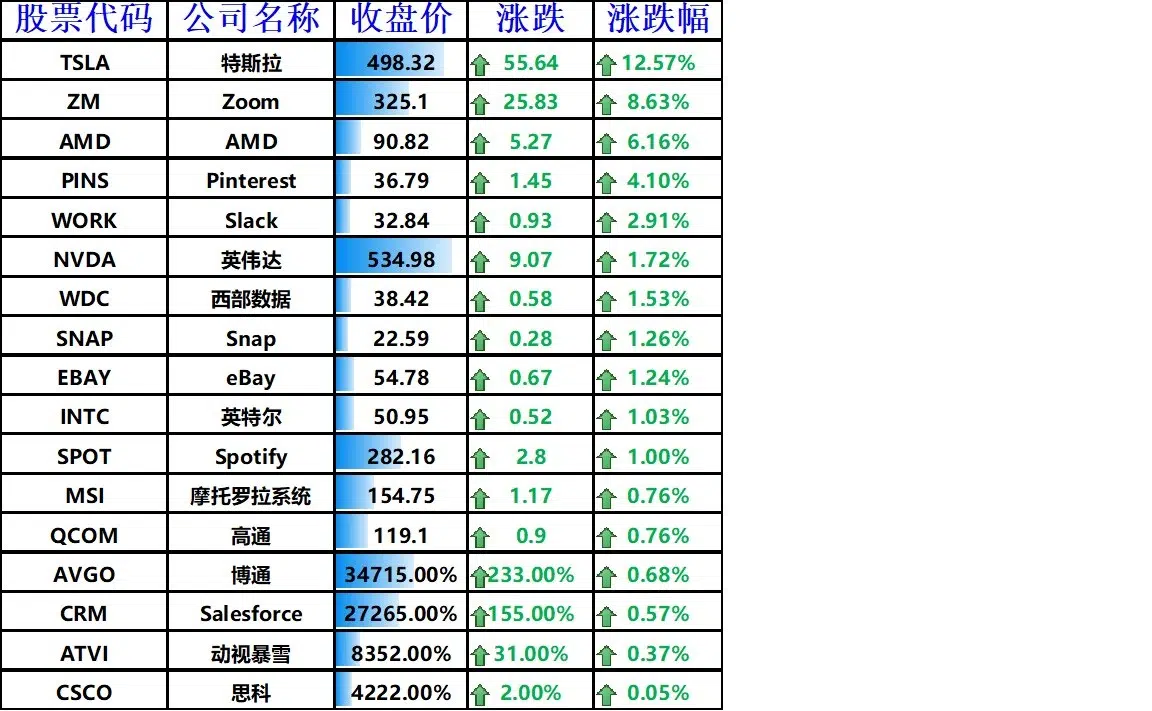 股票代码 公司名称 收盘价 涨跌 涨跌幅
TSLA 特斯拉 498.32 55.64 12.57%
ZM Zoom 325.1 25.83 8.63%
AMD AMD 90.82 5.27 6.16%
PINS Pinterest 36.79 1.45 4.10%
WORK Slack 32.84 0.93 2.91%
NVDA 英伟达 534.98 9.07 1.72%
WDC 西部数据 38.42 0.58 1.53%
SNAP Snap 22.59 0.28 1.26%
EBAY eBay 54.78 0.67 1.24%
INTC 英特尔 50.95 0.52 1.03%
SPOT Spotify 282.16 2.8 1.00%
MSI 摩托罗拉系统 154.75 1.17 0.76%
QCOM 高通 119.1 0.9 0.76%
AVGO 博通 34715.00% 233.00% 0.68%
CRM Salesforce 27265.00% 155.00% 0.57%
ATVI 动视暴雪 8352.00% 31.00% 0.37%
CSCO 思科 4222.00% 2.00% 0.05%